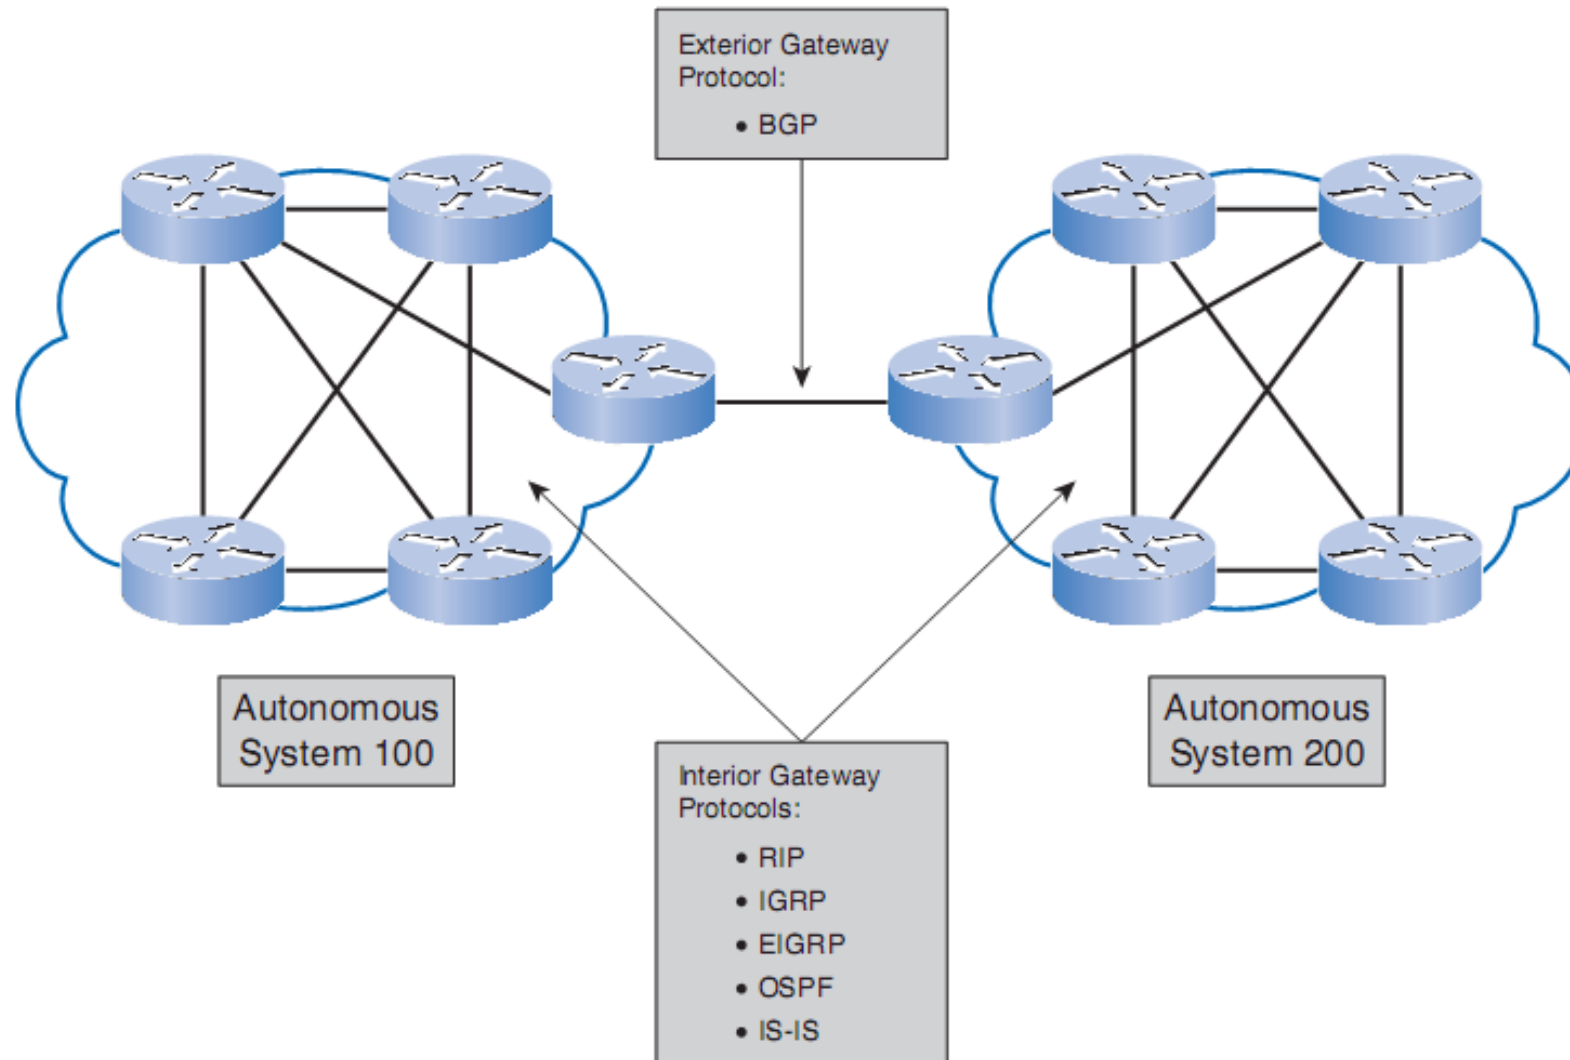 Exterior Gateway
Protocol:
• BGP
Autonomous
System 100
Autonomous
System 200
Interior Gateway
Protocols:
• RIP
• IGRP
• EIGRP
• OSPF
• IS-IS